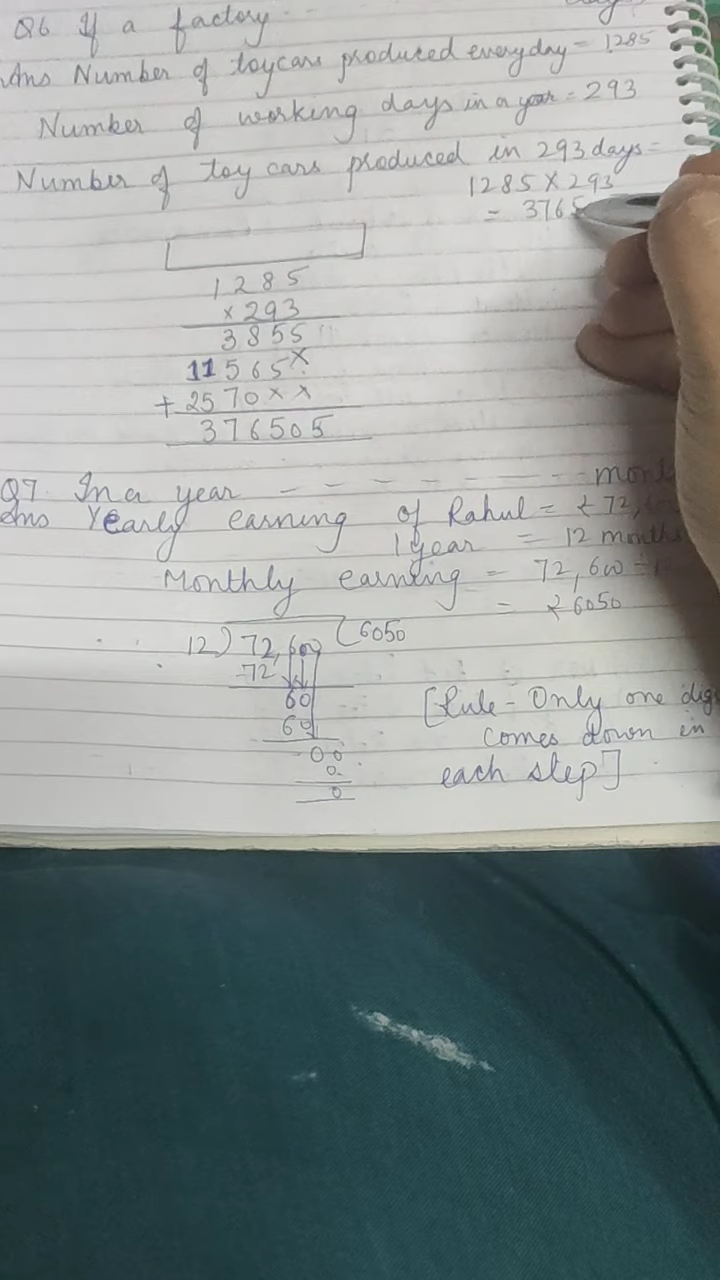 Q6 If a factory
Ans Number of toycars produced everyday = 1285
Number of working days in a year = 293
Number of toy cars produced in 293 days =
1285 × 293
= 3765
1285
× 293
3855
11565×
+ 2570××
376505
Q7 In a year - - - - - - - - mont
Ans Yearly earning of Rahul = ₹ 72,
1 year = 12 months
Monthly earning = 72,600 ÷
= ₹ 6050
12) 72,600 (6050
-72
60
60
00
0
0
[Rule - Only one dig
comes down in
each step]